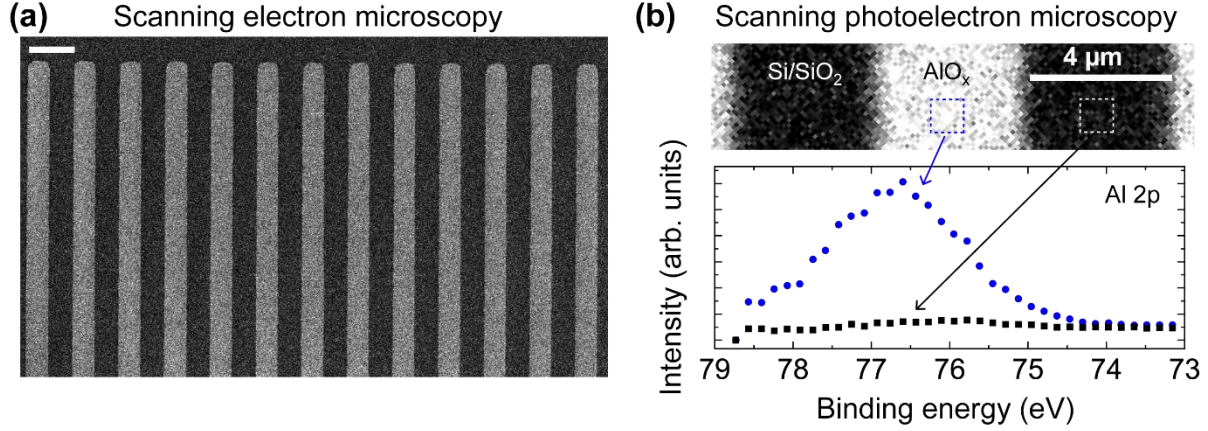 (a) Scanning electron microscopy
(b) Scanning photoelectron microscopy
Si/SiO₂
AlOₓ
4 µm
Intensity (arb. units)
Al 2p
79 78 77 76 75 74 73
Binding energy (eV)